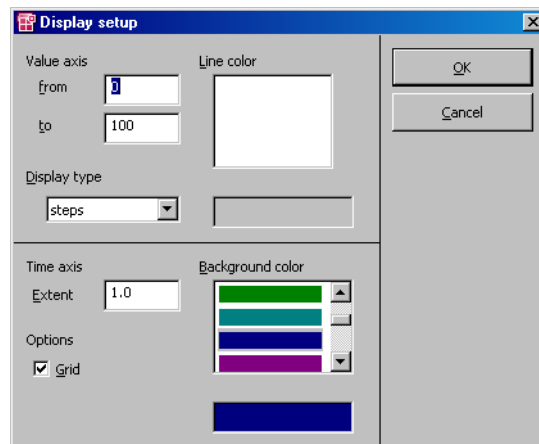 Display setup
Value axis
from
0
to
100
Display type
steps
Line color
Time axis
Extent
1.0
Options
Grid
Background color
OK
Cancel